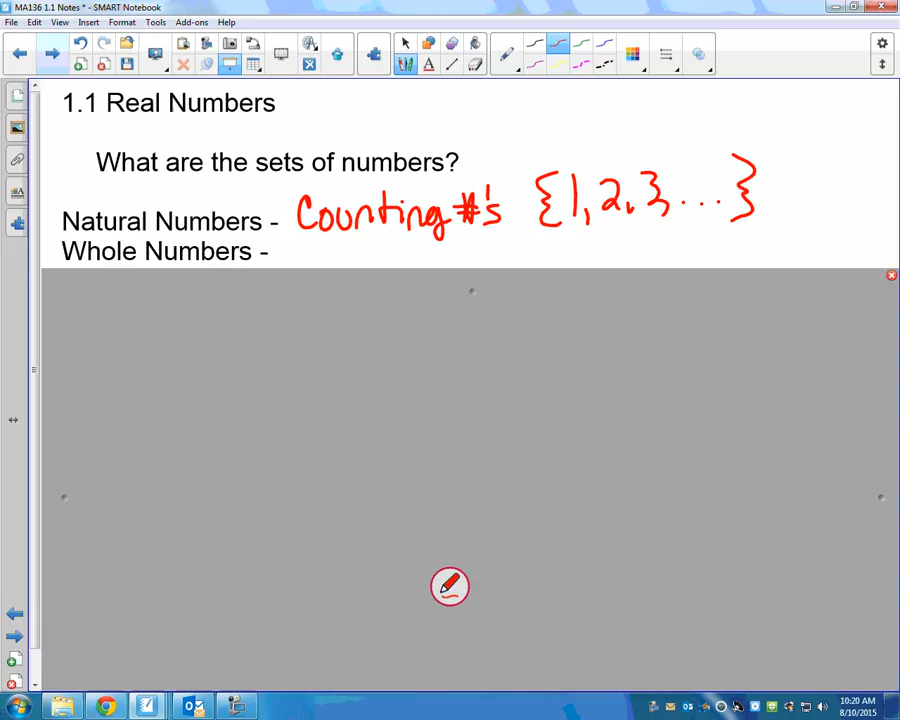 MA136 1.1 Notes * - SMART Notebook
File Edit View Insert Format Tools Add-ons Help
1.1 Real Numbers
What are the sets of numbers?
Natural Numbers - Counting #'s {1, 2, 3, ...}
Whole Numbers -
10:20 AM
8/10/2015